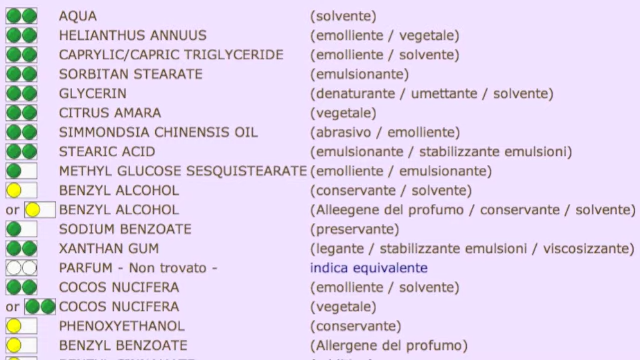 AQUA (solvente)
HELIANTHUS ANNUUS (emolliente / vegetale)
CAPRYLIC/CAPRIC TRIGLYCERIDE (emolliente / solvente)
SORBITAN STEARATE (emulsionante)
GLYCERIN (denaturante / umettante / solvente)
CITRUS AMARA (vegetale)
SIMMONDSIA CHINENSIS OIL (abrasivo / emolliente)
STEARIC ACID (emulsionante / stabilizzante emulsioni)
METHYL GLUCOSE SESQUISTEARATE (emolliente / emulsionante)
BENZYL ALCOHOL (conservante / solvente)
or BENZYL ALCOHOL (Alleegene del profumo / conservante / solvente)
SODIUM BENZOATE (preservante)
XANTHAN GUM (legante / stabilizzante emulsioni / viscosizzante)
PARFUM - Non trovato - indica equivalente
COCOS NUCIFERA (emolliente / solvente)
or COCOS NUCIFERA (vegetale)
PHENOXYETHANOL (conservante)
BENZYL BENZOATE (Allergene del profumo)